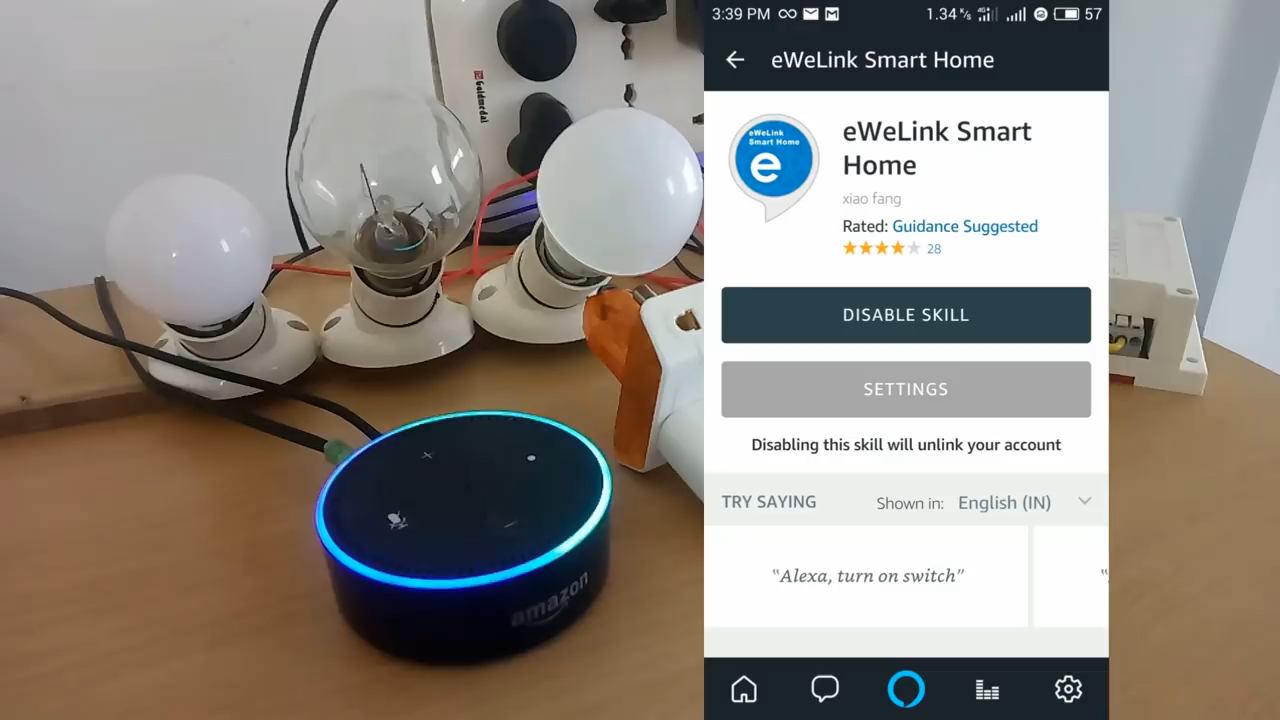 Goldmedal
amazon
3:39 PM
1.34 K/s 4G 57
eWeLink Smart Home
eWeLink
Smart Home
e
eWeLink Smart
Home
xiao fang
Rated: Guidance Suggested
28
DISABLE SKILL
SETTINGS
Disabling this skill will unlink your account
TRY SAYING Shown in: English (IN)
"Alexa, turn on switch"